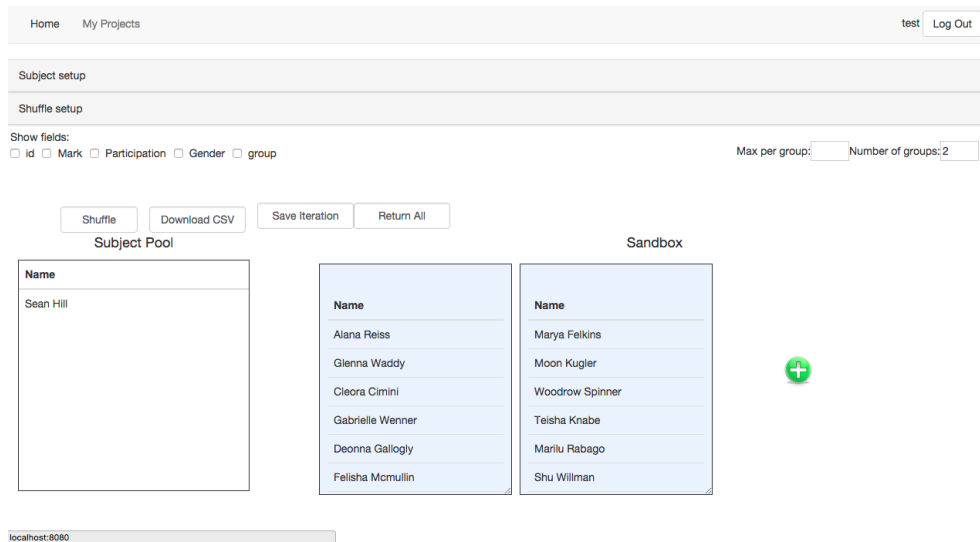 Home My Projects test Log Out
Subject setup
Shuffle setup
Show fields:
id Mark Participation Gender group Max per group: Number of groups: 2
Shuffle Download CSV Save Iteration Return All
Subject Pool Sandbox
Name
Sean Hill
Name
Alana Reiss
Glenna Waddy
Cleora Cimini
Gabrielle Wenner
Deonna Gallogly
Felisha Mcmullin
Name
Marya Felkins
Moon Kugler
Woodrow Spinner
Teisha Knabe
Marilu Rabago
Shu Willman
localhost:8080